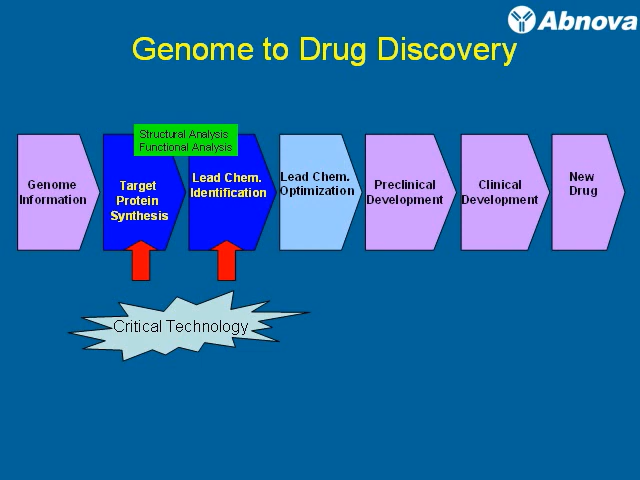 Abnova
Genome to Drug Discovery
Structural Analysis
Functional Analysis
Genome
Information
Target
Protein
Synthesis
Lead Chem.
Identification
Lead Chem.
Optimization
Preclinical
Development
Clinical
Development
New
Drug
Critical Technology